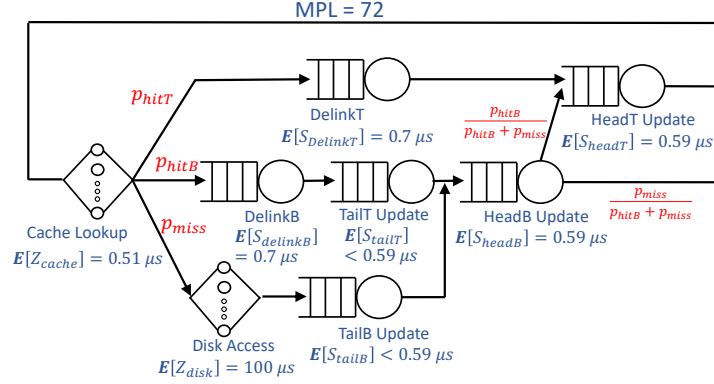 MPL = 72
p_hitT
DelinkT
E[S_DelinkT] = 0.7 μs
p_hitB
p_hitB + p_miss
HeadT Update
E[S_headT] = 0.59 μs
p_hitB
p_miss
Cache Lookup
E[Z_cache] = 0.51 μs
DelinkB
E[S_delinkB]
= 0.7 μs
TailT Update
E[S_tailT]
< 0.59 μs
HeadB Update
E[S_headB] = 0.59 μs
p_miss
p_hitB + p_miss
Disk Access
E[Z_disk] = 100 μs
TailB Update
E[S_tailB] < 0.59 μs